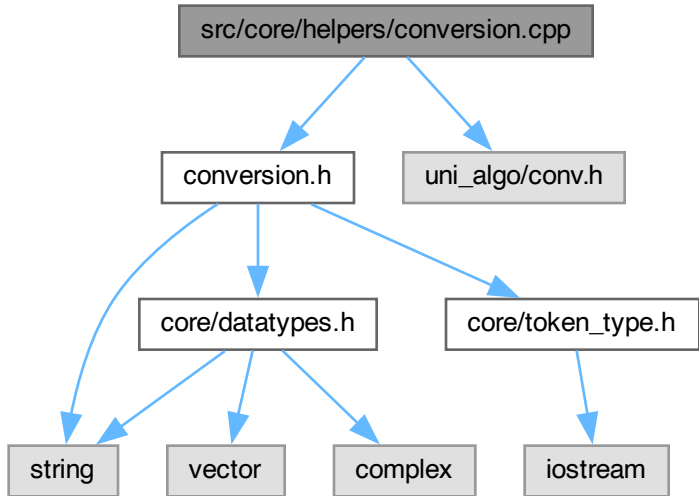 src/core/helpers/conversion.cpp
conversion.h
uni_algo/conv.h
core/datatypes.h
core/token_type.h
string
vector
complex
iostream